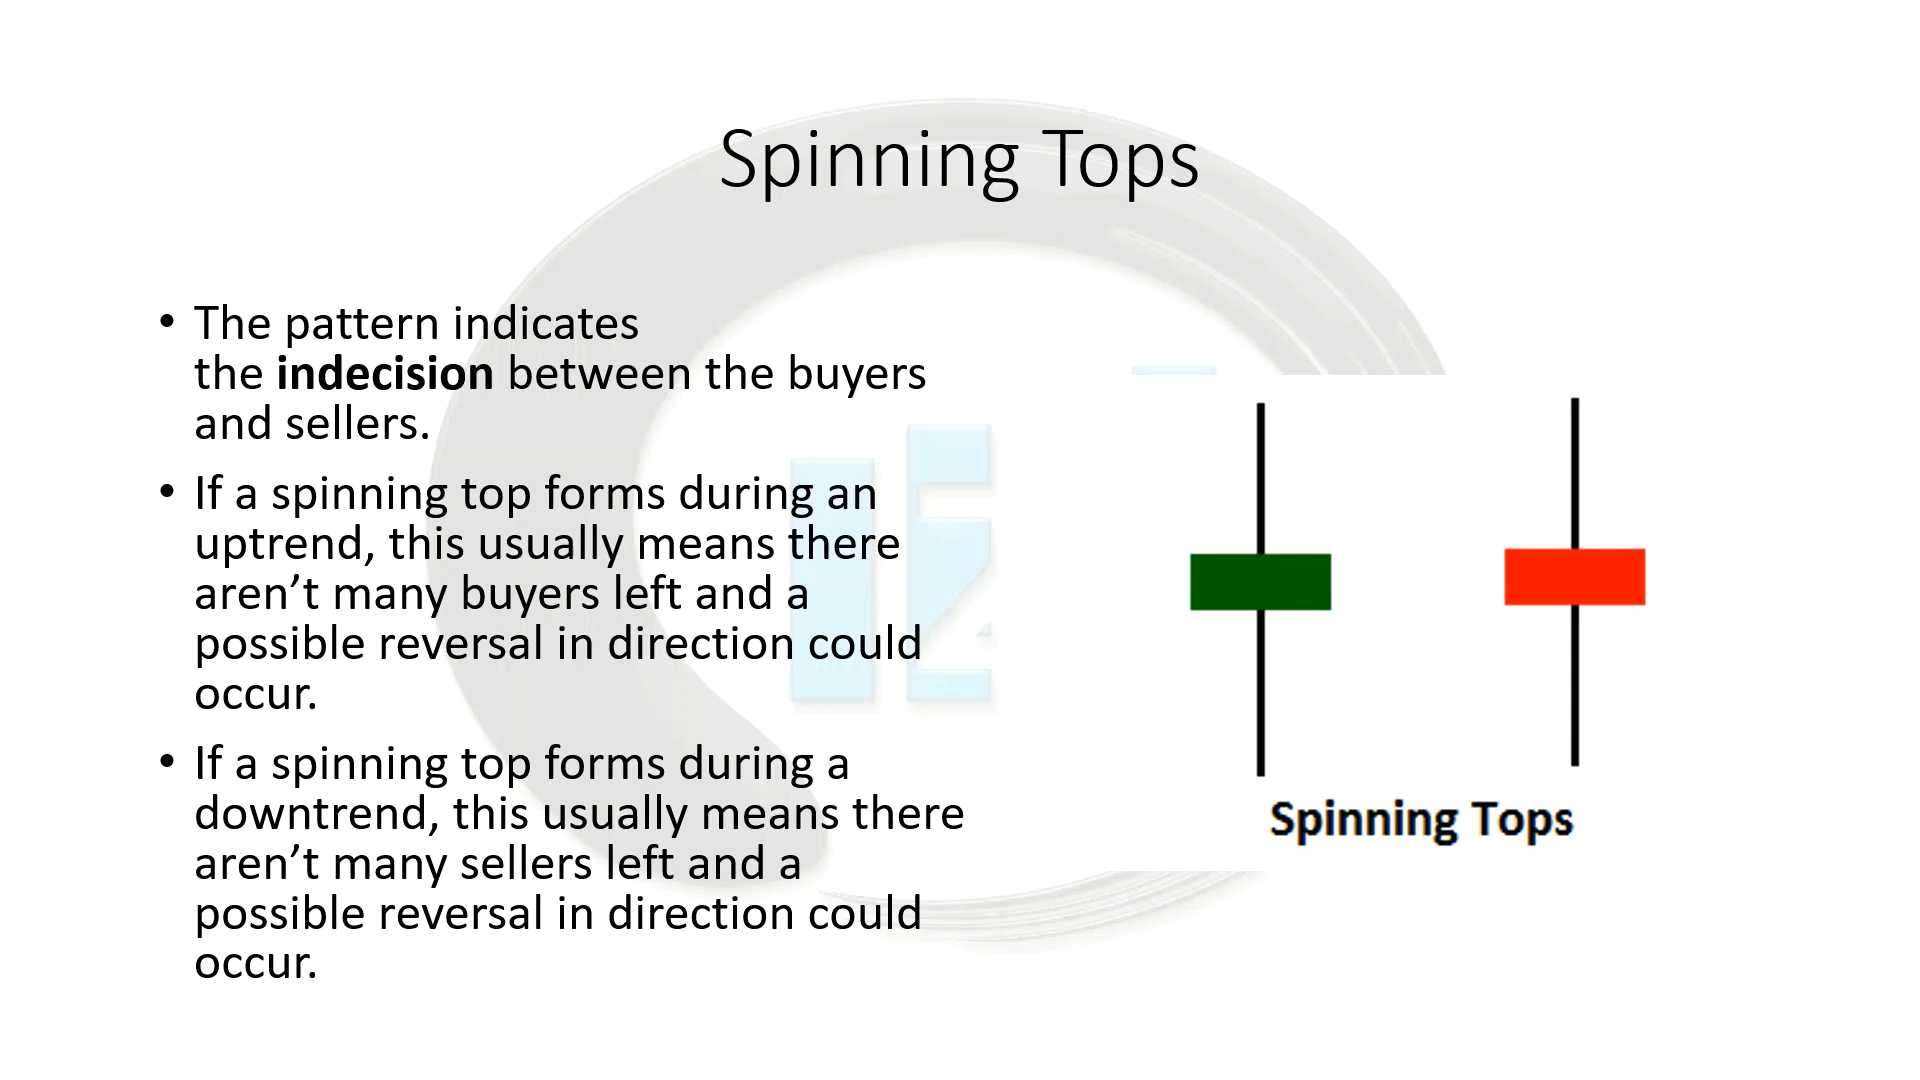 Spinning Tops
• The pattern indicates
the indecision between the buyers
and sellers.
• If a spinning top forms during an
uptrend, this usually means there
aren’t many buyers left and a
possible reversal in direction could
occur.
• If a spinning top forms during a
downtrend, this usually means there
aren’t many sellers left and a
possible reversal in direction could
occur.
Spinning Tops